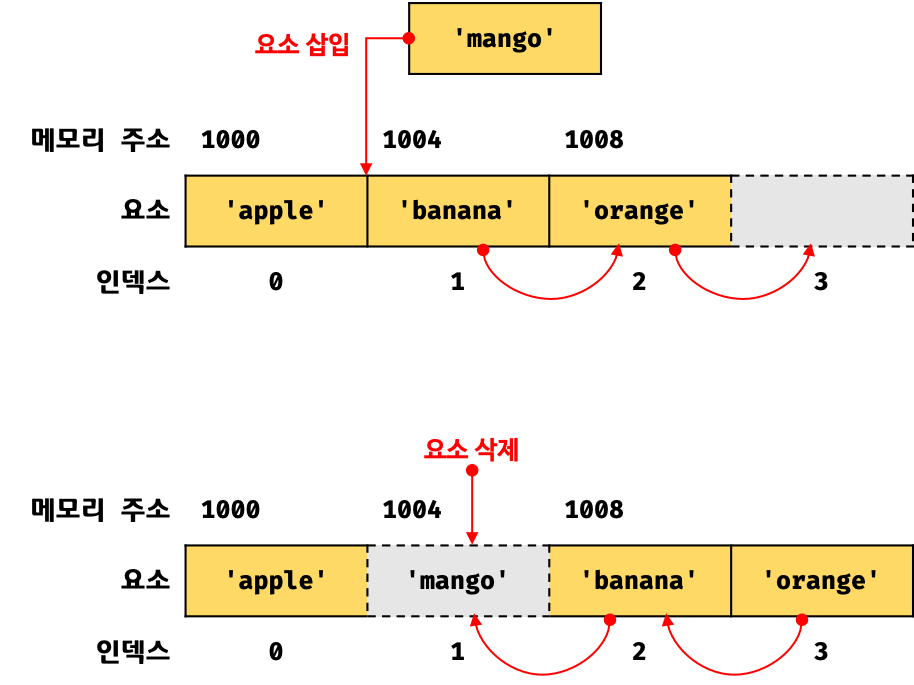 'mango'
요소 삽입
메모리 주소 1000 1004 1008
요소 'apple' 'banana' 'orange'
인덱스 0 1 2 3
요소 삭제
메모리 주소 1000 1004 1008
요소 'apple' 'mango' 'banana' 'orange'
인덱스 0 1 2 3